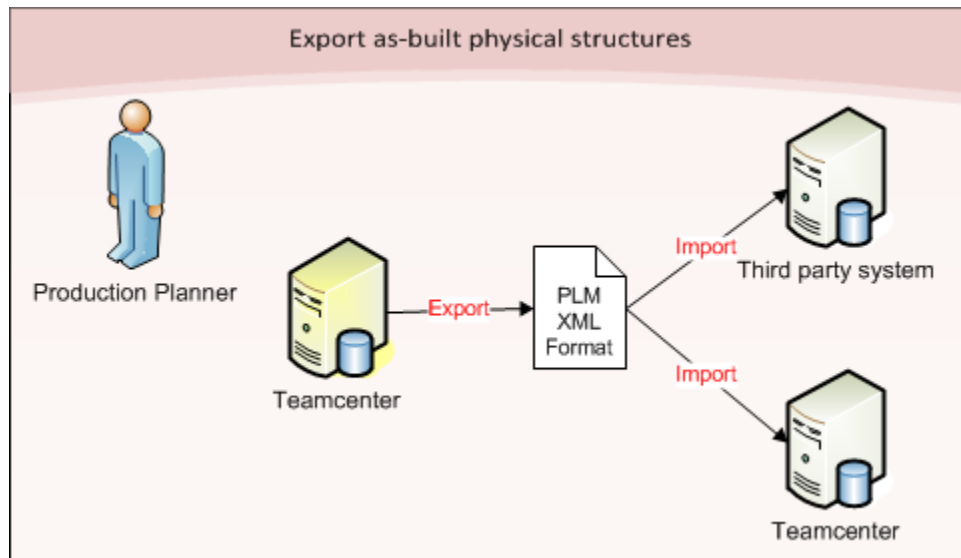 Export as-built physical structures
Production Planner
Teamcenter
Export
PLM
XML
Format
Import
Third party system
Import
Teamcenter